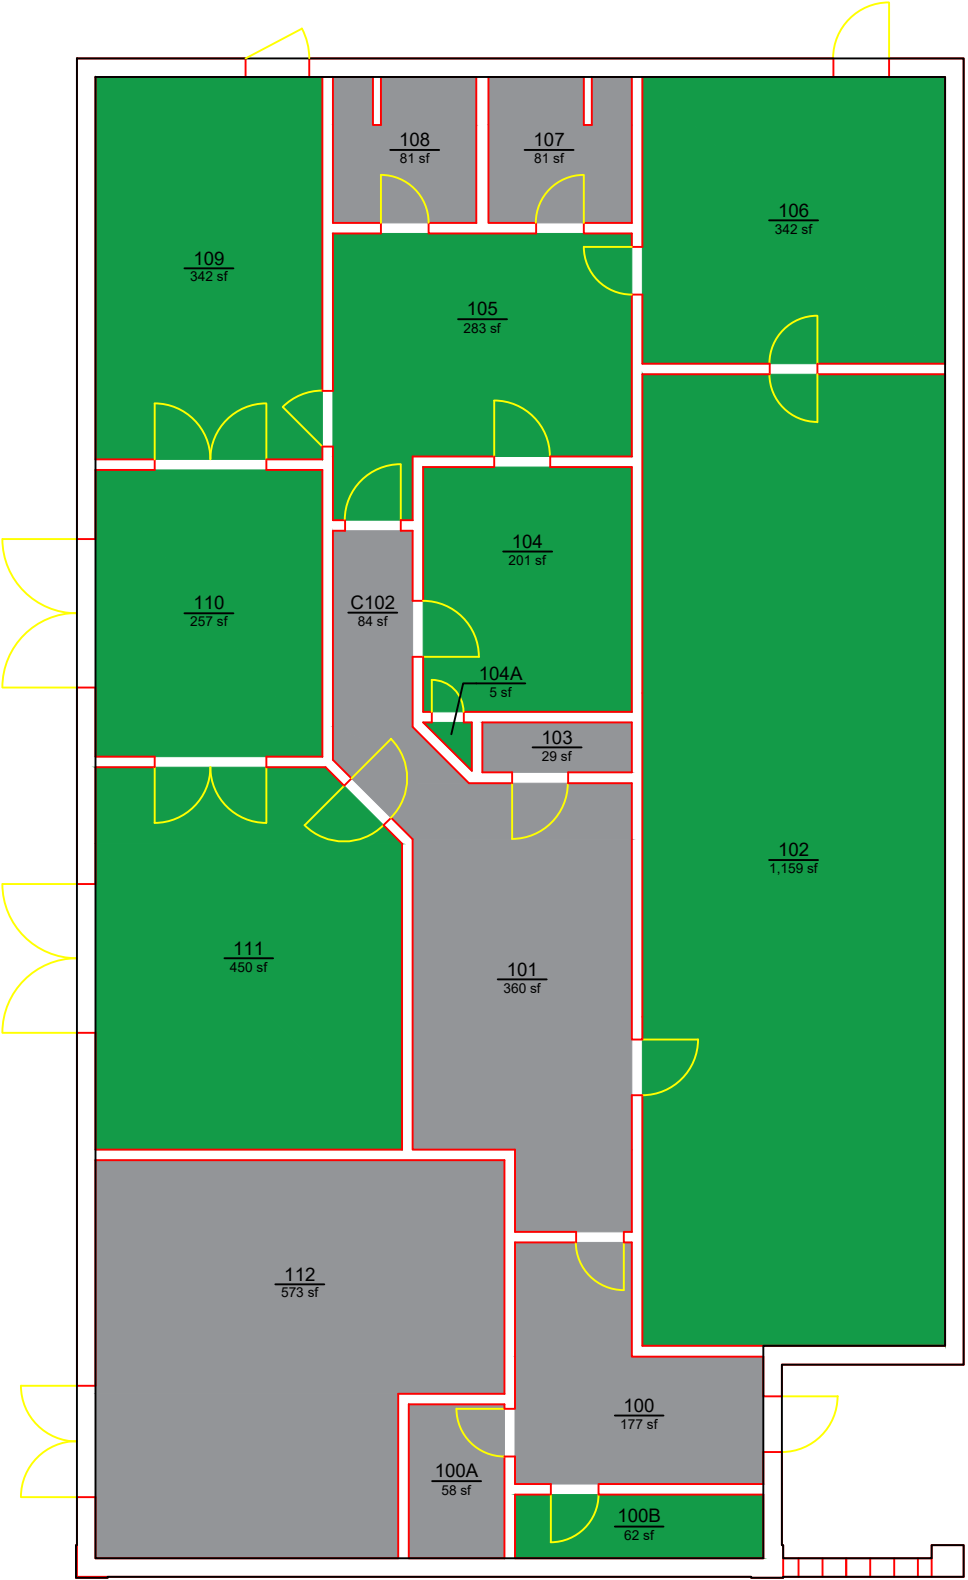 108
81 sf
107
81 sf
106
342 sf
109
342 sf
105
283 sf
104
201 sf
C102
84 sf
110
257 sf
104A
5 sf
103
29 sf
102
1,159 sf
111
450 sf
101
360 sf
112
573 sf
100
177 sf
100A
58 sf
100B
62 sf